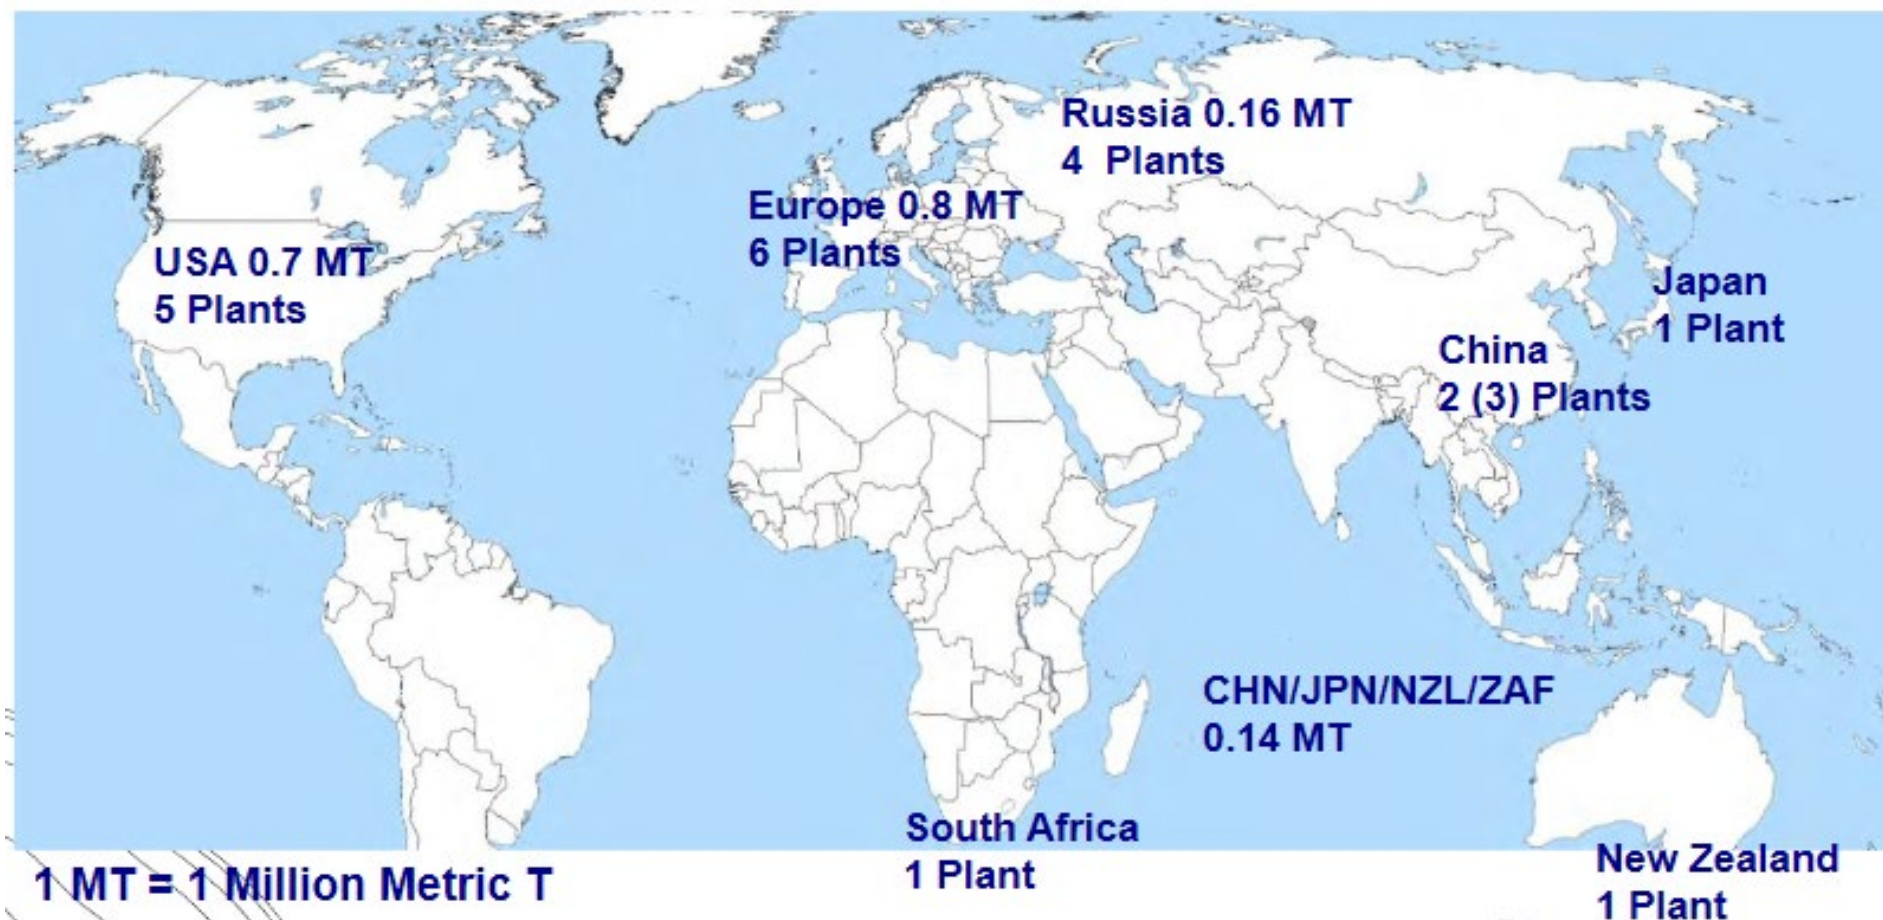 Russia 0.16 MT
4 Plants
Europe 0.8 MT
6 Plants
USA 0.7 MT
5 Plants
Japan
1 Plant
China
2 (3) Plants
CHN/JPN/NZL/ZAF
0.14 MT
South Africa
1 Plant
New Zealand
1 Plant
1 MT = 1 Million Metric T